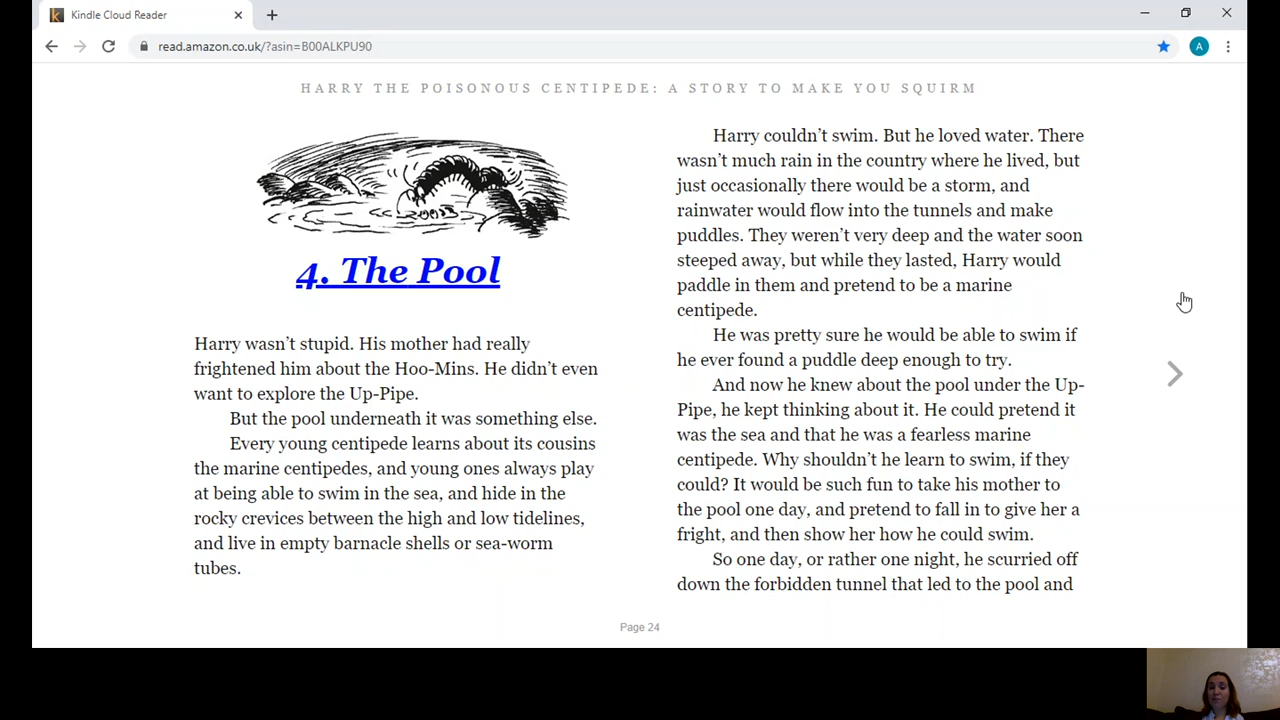 Kindle Cloud Reader
read.amazon.co.uk/?asin=B00ALKPU90
A
HARRY THE POISONOUS CENTIPEDE: A STORY TO MAKE YOU SQUIRM
4. The Pool
Harry wasn't stupid. His mother had really
frightened him about the Hoo-Mins. He didn't even
want to explore the Up-Pipe.
But the pool underneath it was something else.
Every young centipede learns about its cousins
the marine centipedes, and young ones always play
at being able to swim in the sea, and hide in the
rocky crevices between the high and low tidelines,
and live in empty barnacle shells or sea-worm
tubes.
Harry couldn't swim. But he loved water. There
wasn't much rain in the country where he lived, but
just occasionally there would be a storm, and
rainwater would flow into the tunnels and make
puddles. They weren't very deep and the water soon
steeped away, but while they lasted, Harry would
paddle in them and pretend to be a marine
centipede.
He was pretty sure he would be able to swim if
he ever found a puddle deep enough to try.
And now he knew about the pool under the Up-
Pipe, he kept thinking about it. He could pretend it
was the sea and that he was a fearless marine
centipede. Why shouldn't he learn to swim, if they
could? It would be such fun to take his mother to
the pool one day, and pretend to fall in to give her a
fright, and then show her how he could swim.
So one day, or rather one night, he scurried off
down the forbidden tunnel that led to the pool and
Page 24